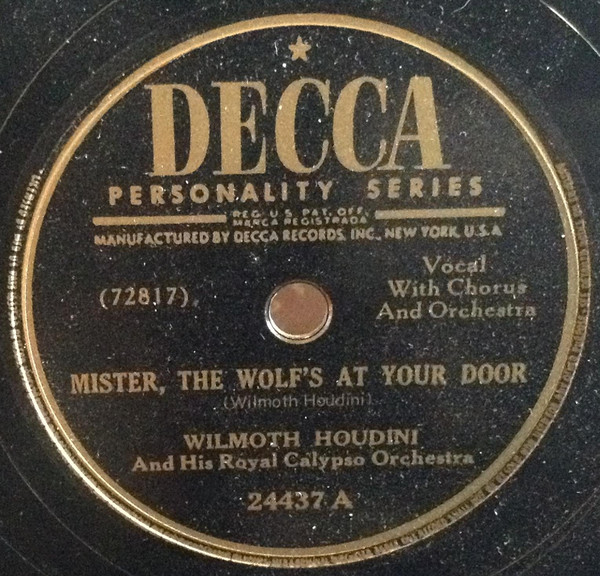 DECCA
PERSONALITY SERIES
REG. U.S. PAT. OFF.
MARCA REGISTRADA
MANUFACTURED BY DECCA RECORDS, INC., NEW YORK, U.S.A
(72817)
Vocal
With Chorus
And Orchestra
MISTER, THE WOLF'S AT YOUR DOOR
(Wilmoth Houdini)
WILMOTH HOUDINI
And His Royal Calypso Orchestra
24437 A